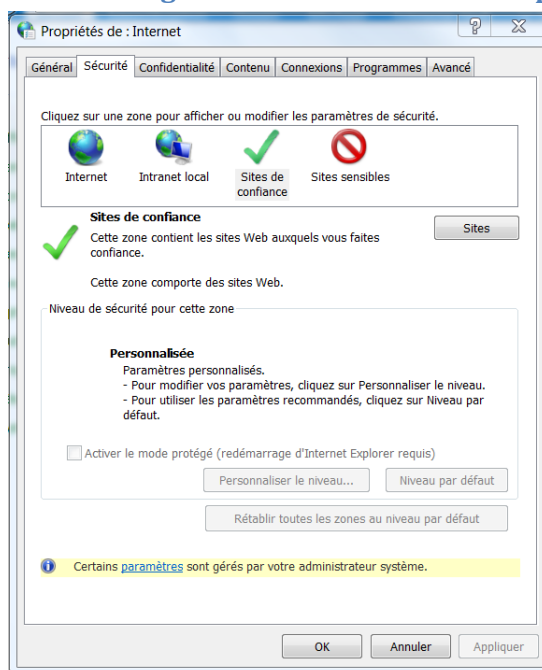 Propriétés de : Internet
Général Sécurité Confidentialité Contenu Connexions Programmes Avancé
Cliquez sur une zone pour afficher ou modifier les paramètres de sécurité.
Internet Intranet local Sites de confiance Sites sensibles
Sites de confiance
Sites
Cette zone contient les sites Web auxquels vous faites
confiance.
Cette zone comporte des sites Web.
Niveau de sécurité pour cette zone
Personnalisée
Paramètres personnalisés.
- Pour modifier vos paramètres, cliquez sur Personnaliser le niveau.
- Pour utiliser les paramètres recommandés, cliquez sur Niveau par
défaut.
Activer le mode protégé (redémarrage d'Internet Explorer requis)
Personnaliser le niveau... Niveau par défaut
Rétablir toutes les zones au niveau par défaut
Certains paramètres sont gérés par votre administrateur système.
OK Annuler Appliquer